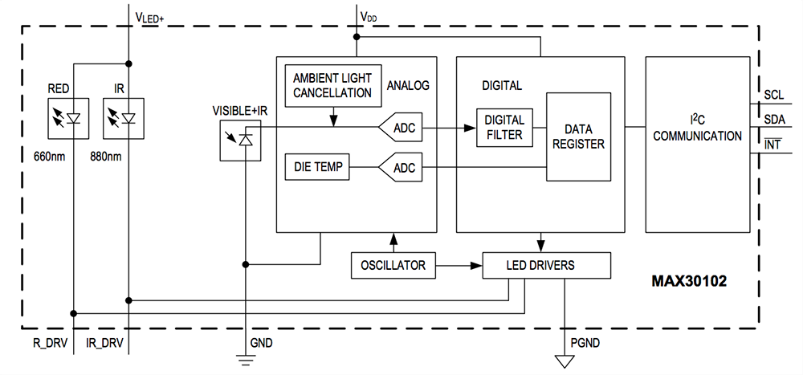 VLED+
VDD
RED
IR
660nm
880nm
VISIBLE+IR
AMBIENT LIGHT
CANCELLATION
ANALOG
ADC
DIE TEMP
ADC
DIGITAL
DIGITAL
FILTER
DATA
REGISTER
I2C
COMMUNICATION
SCL
SDA
INT
OSCILLATOR
LED DRIVERS
MAX30102
R_DRV
IR_DRV
GND
PGND